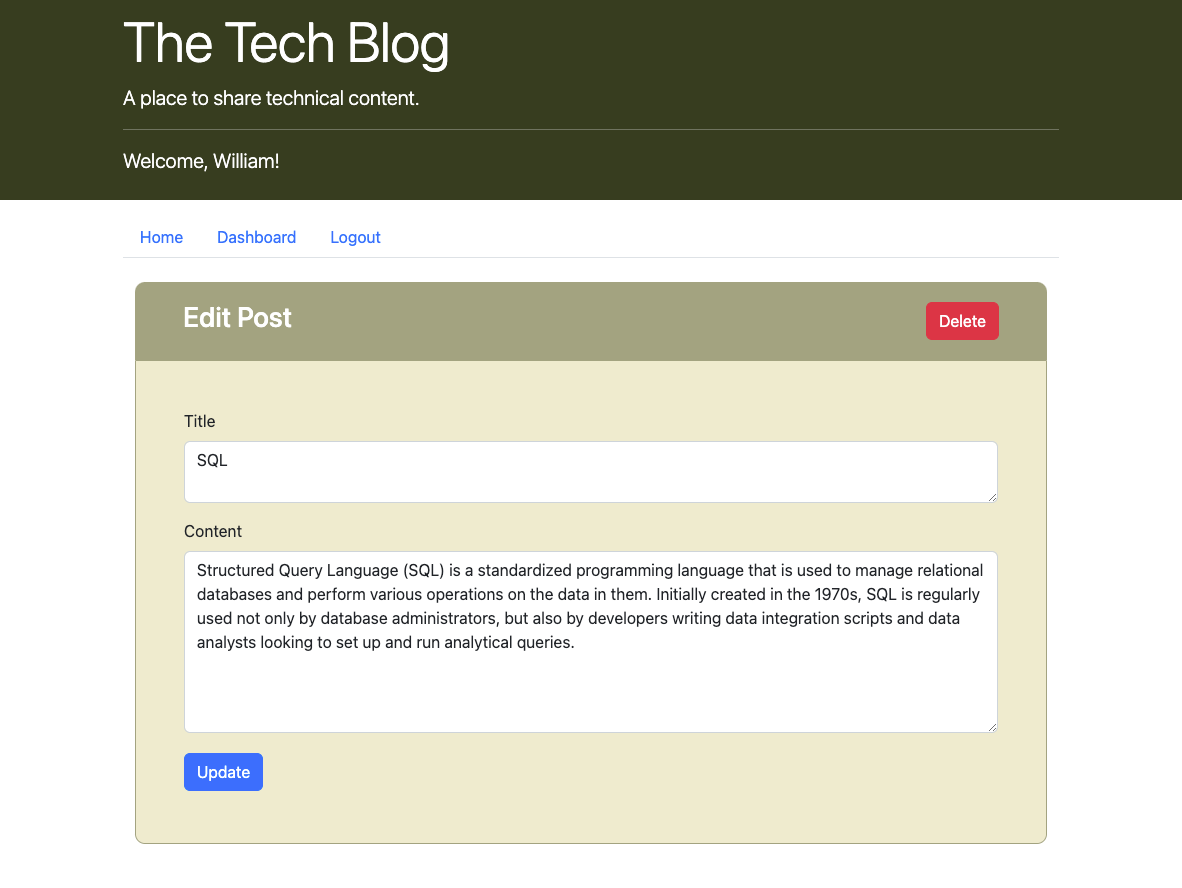 The Tech Blog
A place to share technical content.
Welcome, William!
Home Dashboard Logout
Edit Post
Delete
Title
SQL
Content
Structured Query Language (SQL) is a standardized programming language that is used to manage relational
databases and perform various operations on the data in them. Initially created in the 1970s, SQL is regularly
used not only by database administrators, but also by developers writing data integration scripts and data
analysts looking to set up and run analytical queries.
Update